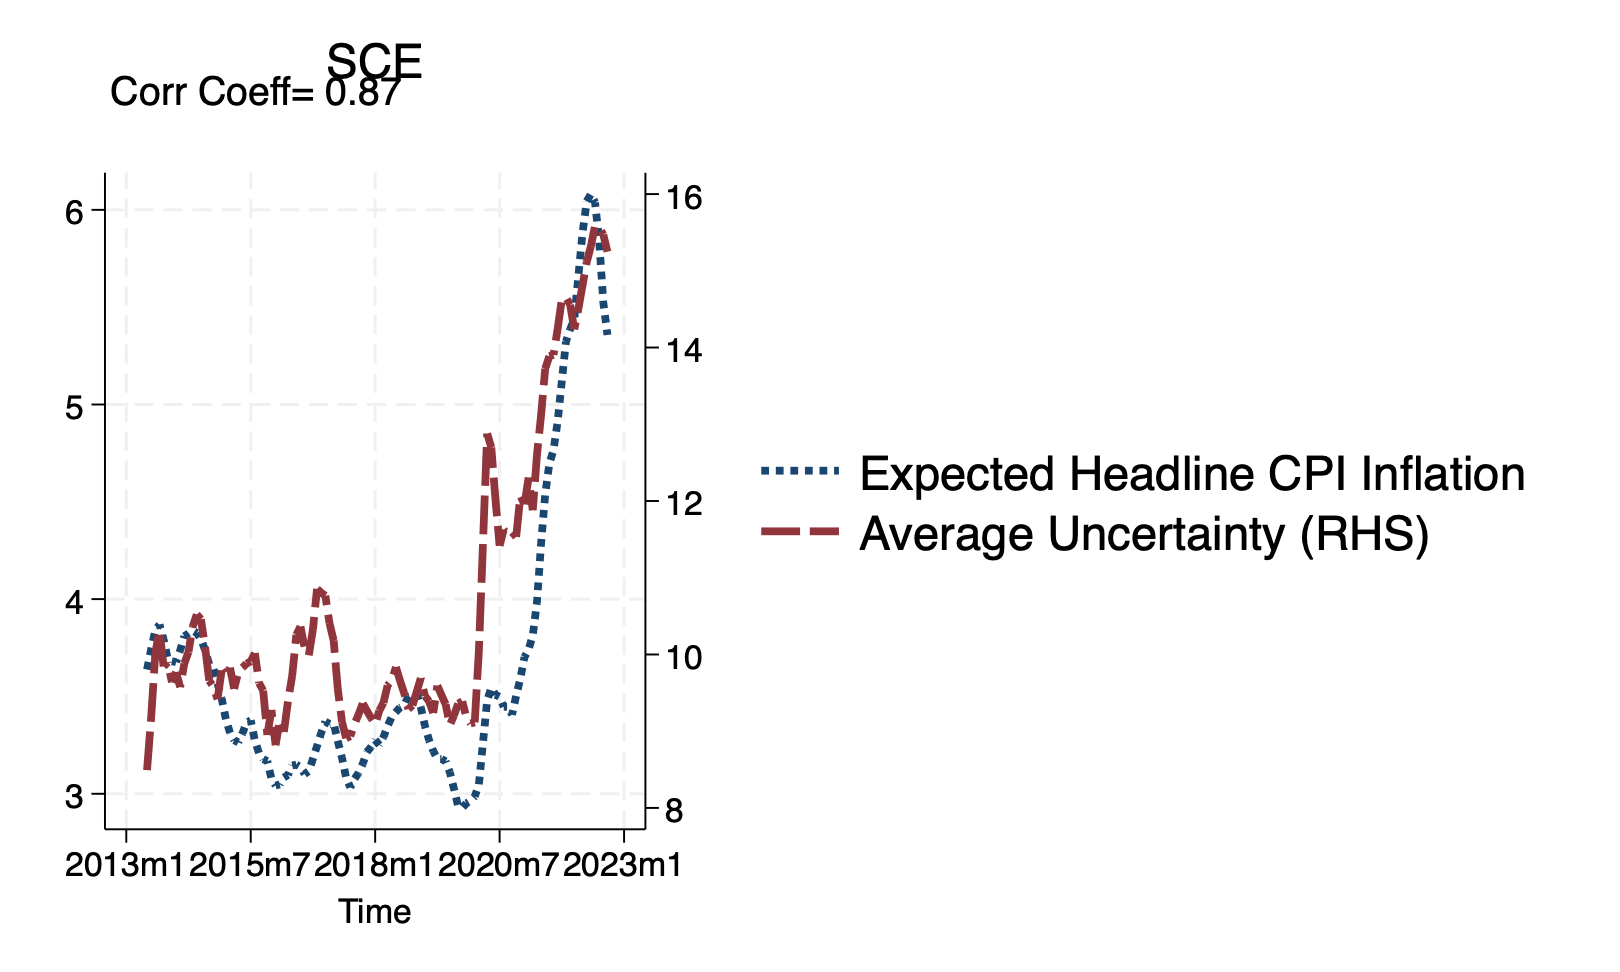 SCE
Corr Coeff= 0.87
6
5
4
3
16
14
12
10
8
2013m1 2015m7 2018m1 2020m7 2023m1
Time
Expected Headline CPI Inflation
Average Uncertainty (RHS)